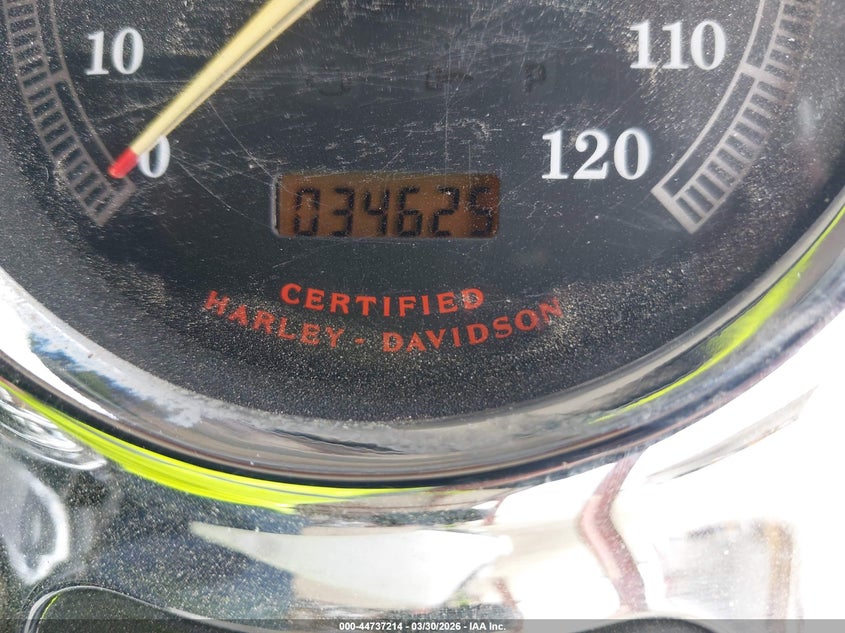 10
110
P
0
120
034625
CERTIFIED
HARLEY - DAVIDSON
000-44737214 - 03/30/2026 - IAA Inc.